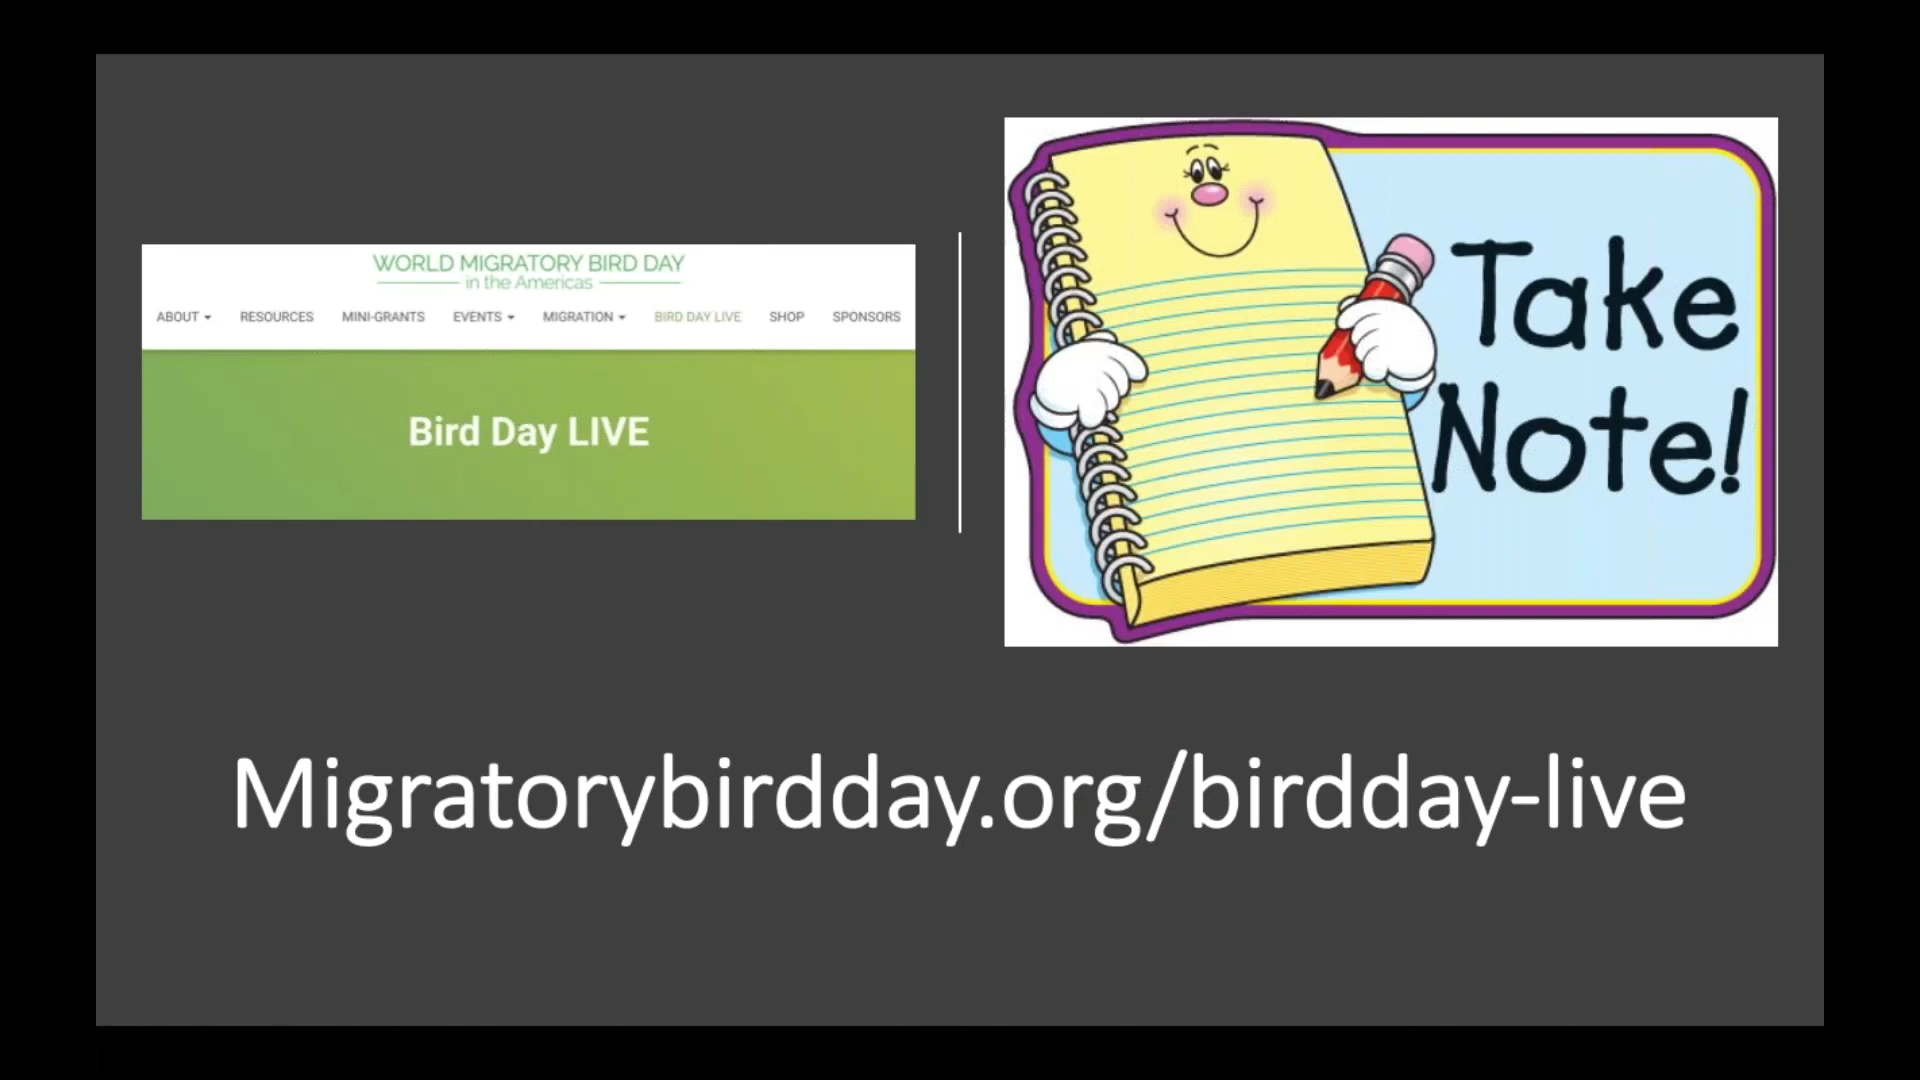 WORLD MIGRATORY BIRD DAY
in the Americas
ABOUT RESOURCES MINI-GRANTS EVENTS MIGRATION BIRD DAY LIVE SHOP SPONSORS
Bird Day LIVE
Take
Note!
Migratorybirdday.org/birdday-live